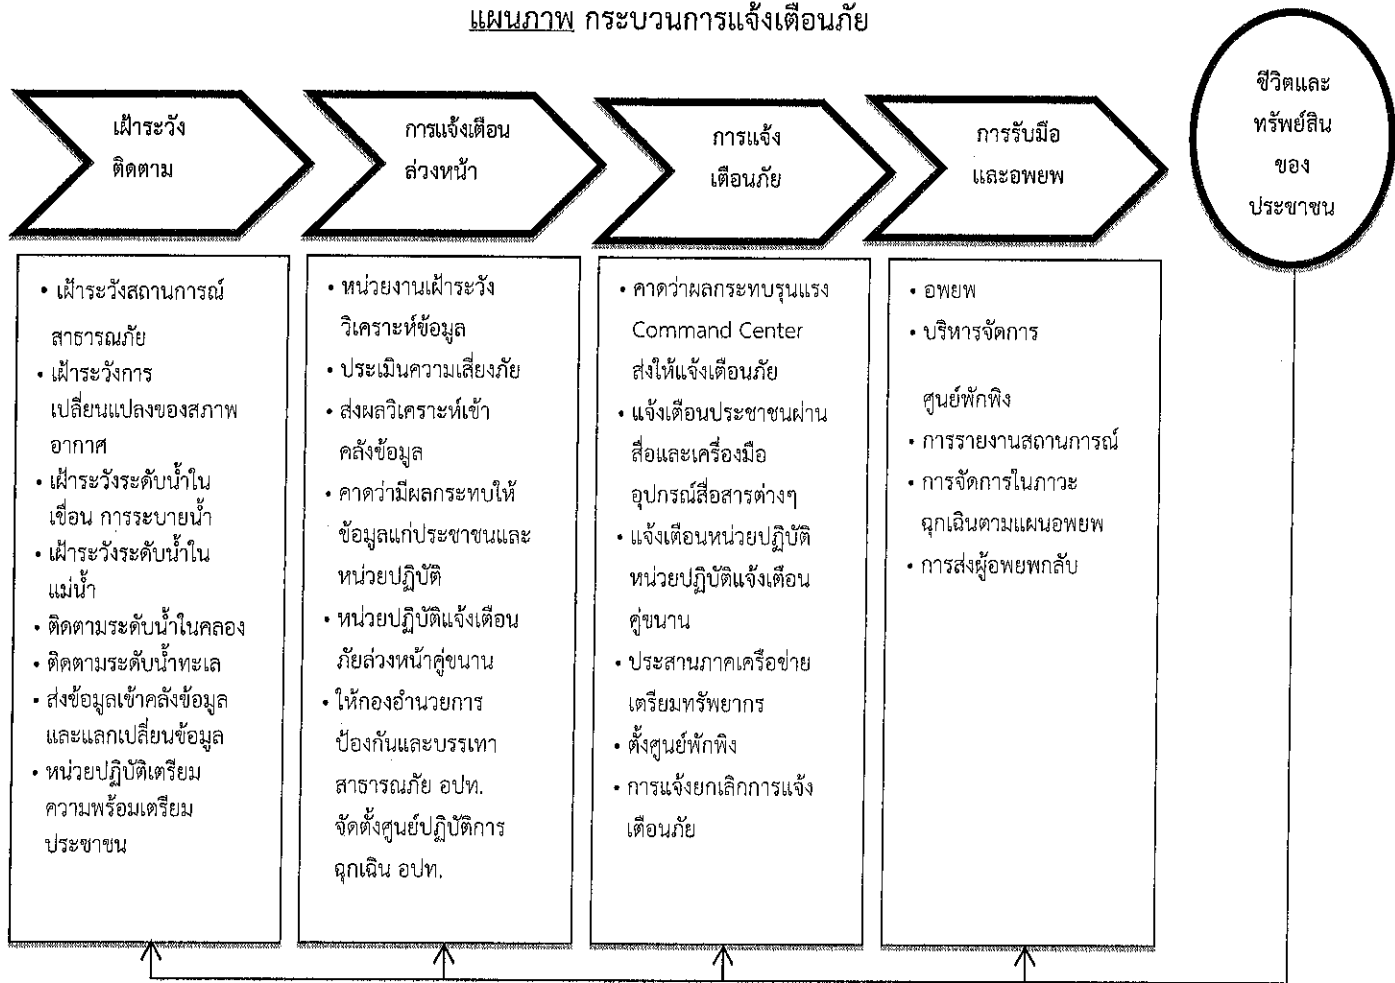 แผนภาพ กระบวนการแจ้งเตือนภัย
เฝ้าระวัง
ติดตาม
การแจ้งเตือน
ล่วงหน้า
การแจ้ง
เตือนภัย
การรับมือ
และอพยพ
ชีวิตและ
ทรัพย์สิน
ของ
ประชาชน
• เฝ้าระวังสถานการณ์
สาธารณภัย
• เฝ้าระวังการ
เปลี่ยนแปลงของสภาพ
อากาศ
• เฝ้าระวังระดับน้ำใน
เขื่อน การระบายน้ำ
• เฝ้าระวังระดับน้ำใน
แม่น้ำ
• ติดตามระดับน้ำในคลอง
• ติดตามระดับน้ำทะเล
• ส่งข้อมูลเข้าคลังข้อมูล
และแลกเปลี่ยนข้อมูล
• หน่วยปฏิบัติเตรียม
ความพร้อมเตรียม
ประชาชน
• หน่วยงานเฝ้าระวัง
วิเคราะห์ข้อมูล
• ประเมินความเสี่ยงภัย
• ส่งผลวิเคราะห์เข้า
คลังข้อมูล
• คาดว่ามีผลกระทบให้
ข้อมูลแก่ประชาชนและ
หน่วยปฏิบัติ
• หน่วยปฏิบัติแจ้งเตือน
ภัยล่วงหน้าคู่ขนาน
• ให้กองอำนวยการ
ป้องกันและบรรเทา
สาธารณภัย อปท.
จัดตั้งศูนย์ปฏิบัติการ
ฉุกเฉิน อปท.
• คาดว่าผลกระทบรุนแรง
Command Center
สั่งให้แจ้งเตือนภัย
• แจ้งเตือนประชาชนผ่าน
สื่อและเครื่องมือ
อุปกรณ์สื่อสารต่างๆ
• แจ้งเตือนหน่วยปฏิบัติ
หน่วยปฏิบัติแจ้งเตือน
คู่ขนาน
• ประสานภาคเครือข่าย
เตรียมทรัพยากร
• ตั้งศูนย์พักพิง
• การแจ้งยกเลิกการแจ้ง
เตือนภัย
• อพยพ
• บริหารจัดการ
ศูนย์พักพิง
• การรายงานสถานการณ์
• การจัดการในภาวะ
ฉุกเฉินตามแผนอพยพ
• การส่งผู้อพยพกลับ